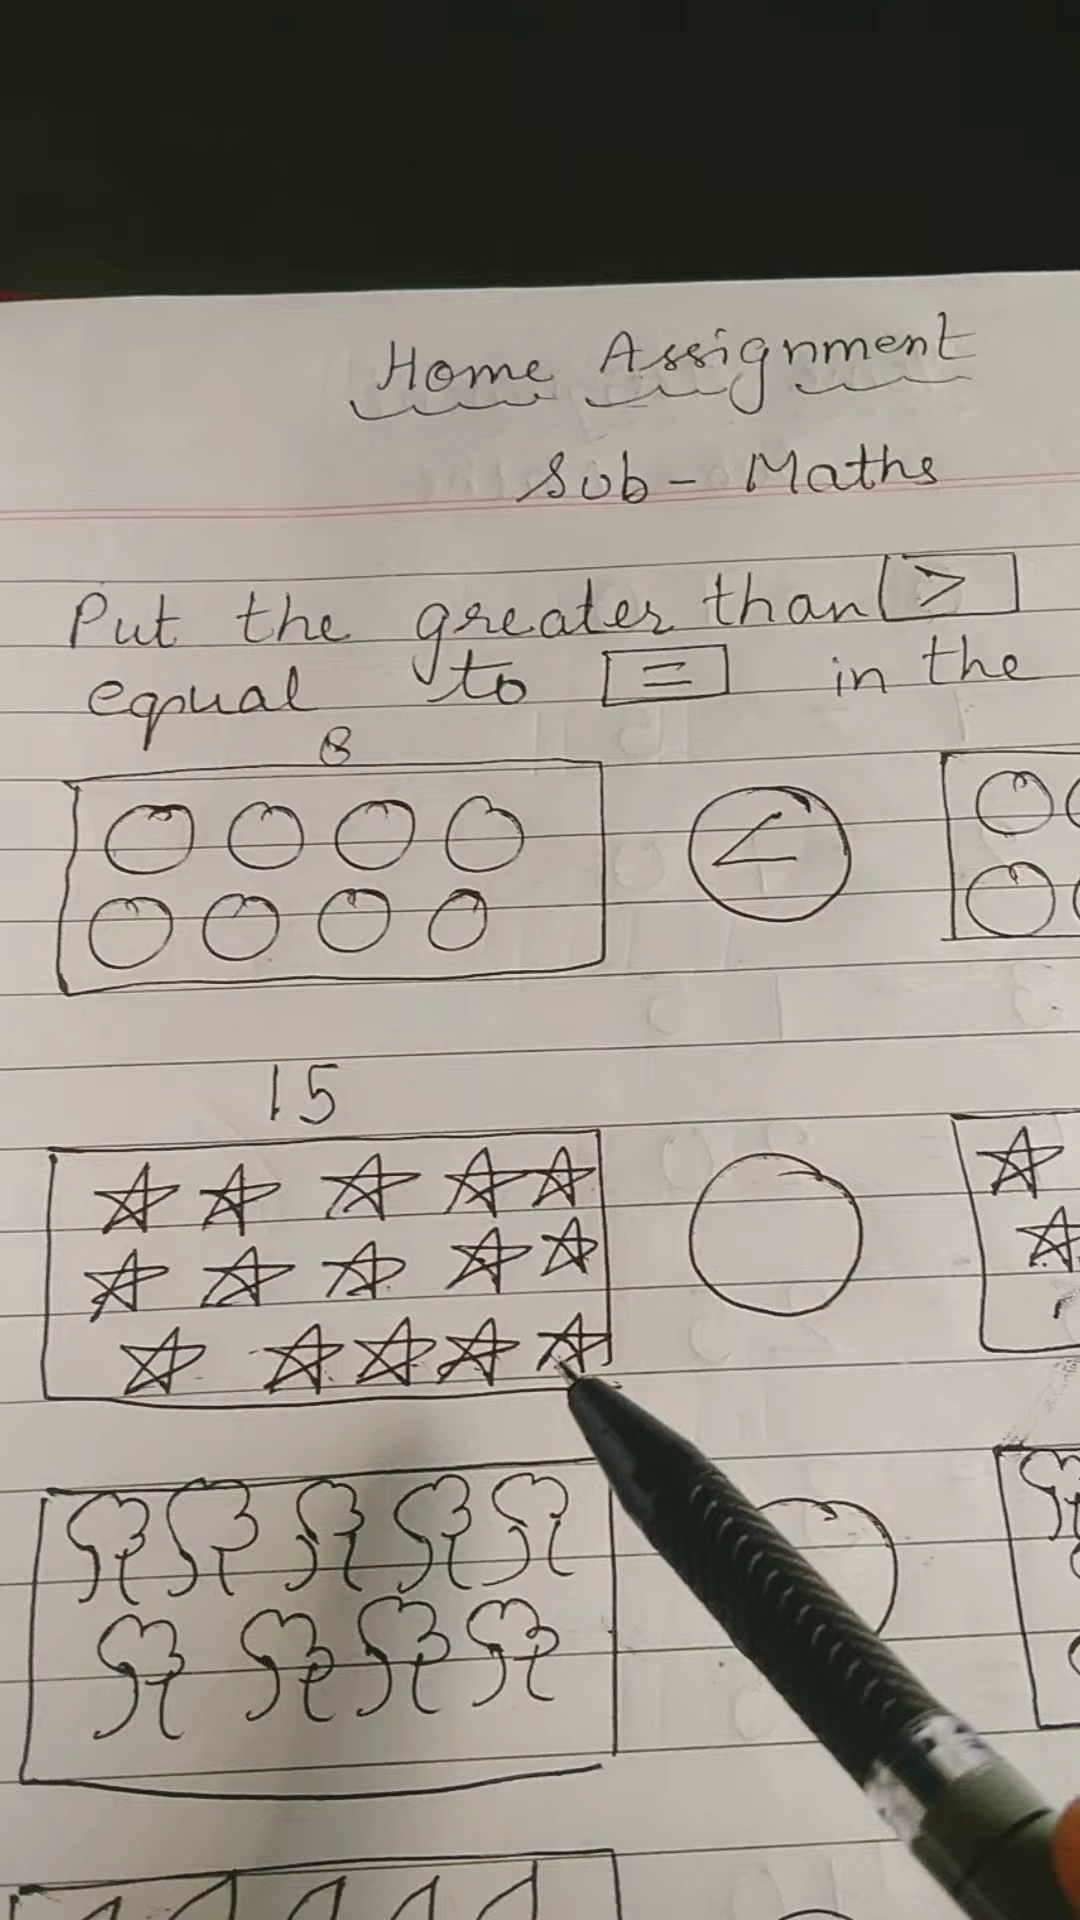 Home Assignment
Sub - Maths
Put the greater than >
equal to = in the
8
<
15